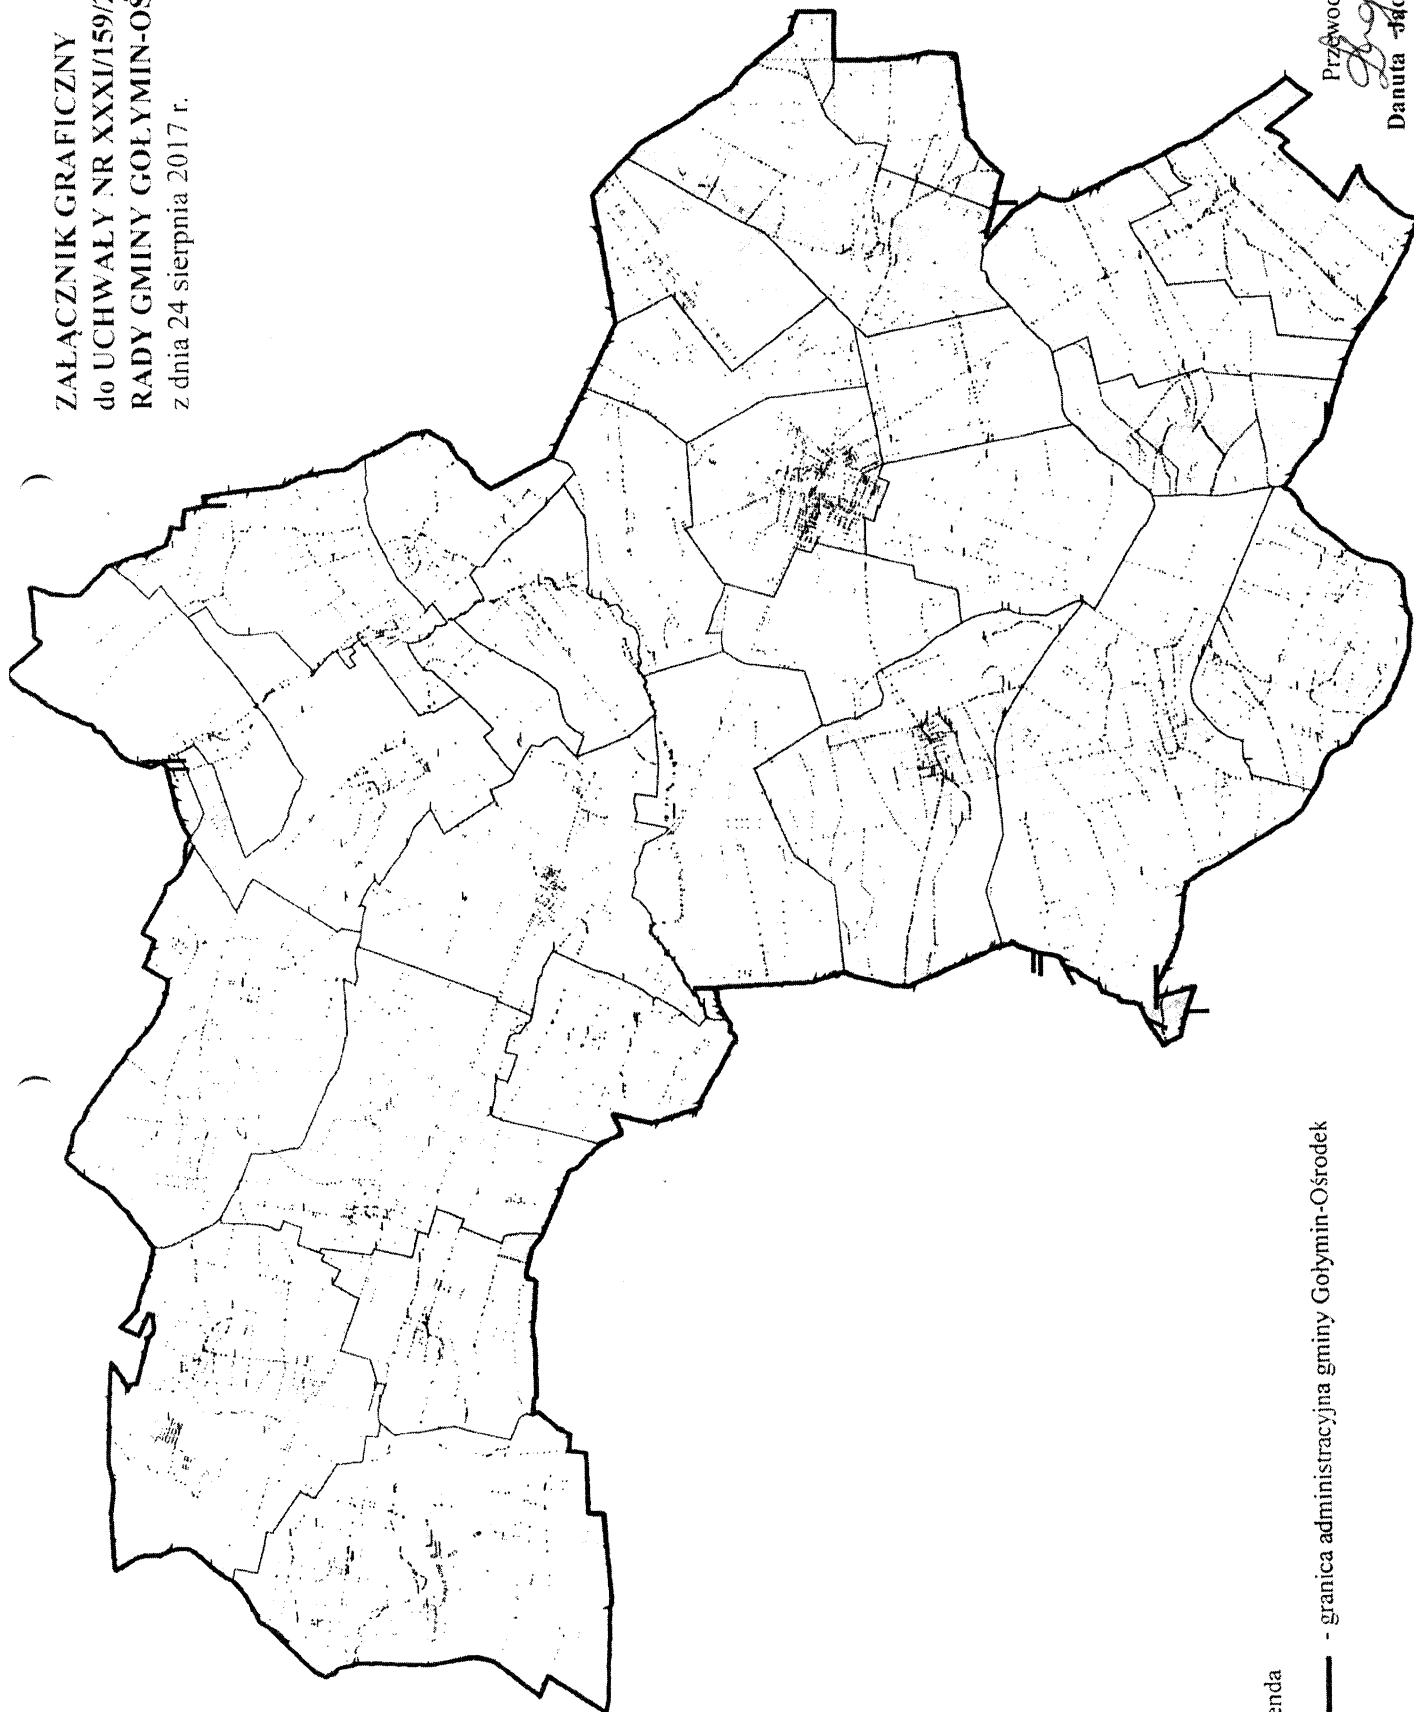 ZAŁĄCZNIK GRAFICZNY
do UCHWAŁY NR XXXI/159/2
RADY GMINY GOŁYMIN-OŚ
z dnia 24 sierpnia 2017 r.
Przewod
Danuta
enda
- granica administracyjna gminy Gołymin-Ośrodek